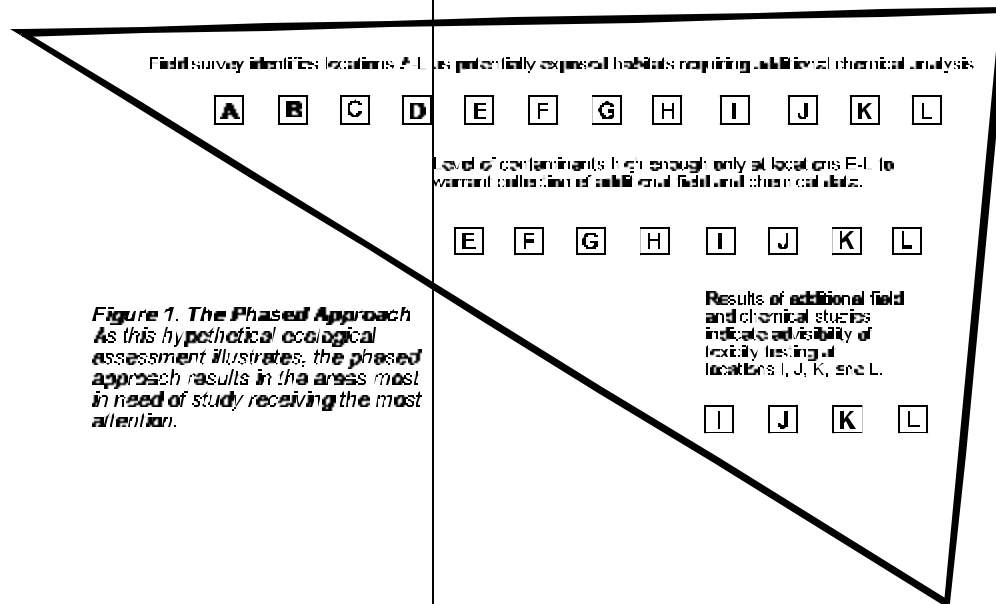 Field survey identifies locations A-L as potentially exposed habitats requiring additional chemical analysis
A B C D E F G H I J K L
Level of contaminants high enough only at locations E-L to
warrant collection of additional field and chemical data.
E F G H I J K L
Results of additional field
and chemical studies
indicate advisibility of
toxicity testing at
locations I, J, K, and L.
I J K L
Figure 1. The Phased Approach
As this hypothetical ecological
assessment illustrates, the phased
approach results in the areas most
in need of study receiving the most
attention.